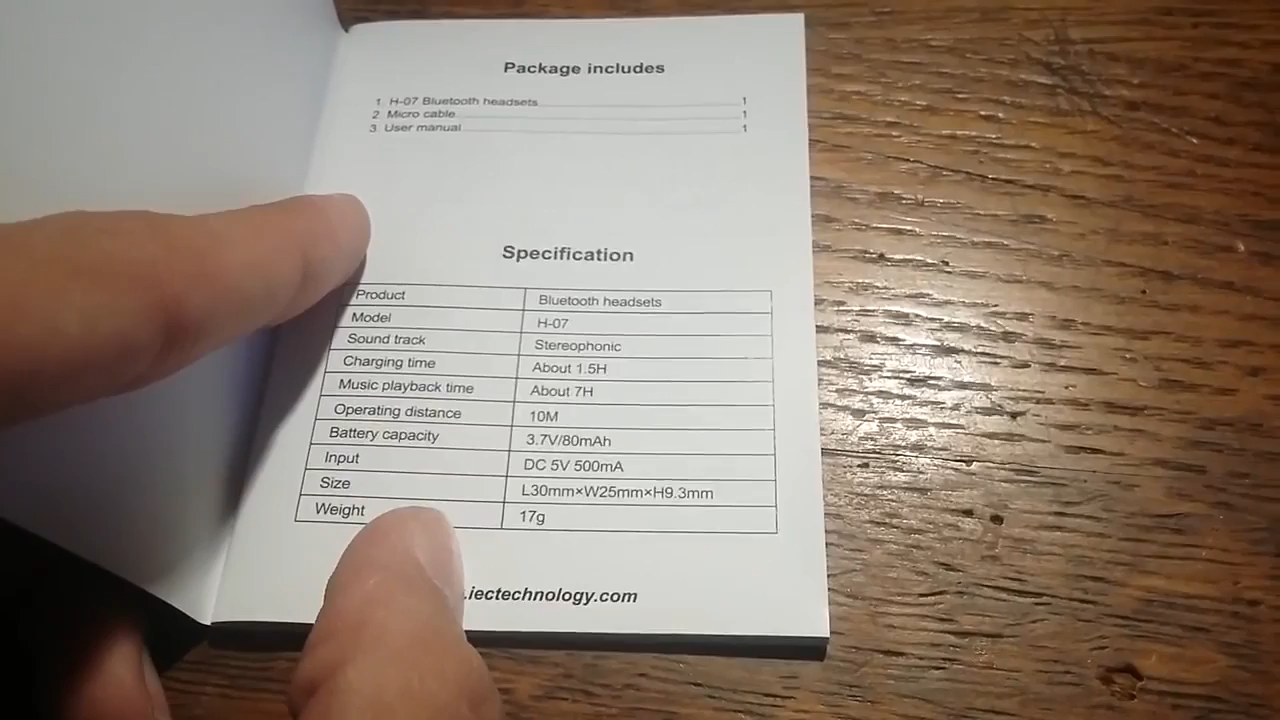 Package includes
1 H-07 Bluetooth headsets 1
2 Micro cable 1
3 User manual 1
Specification
Product Bluetooth headsets
Model H-07
Sound track Stereophonic
Charging time About 1.5H
Music playback time About 7H
Operating distance 10M
Battery capacity 3.7V/80mAh
Input DC 5V 500mA
Size L30mm×W25mm×H9.3mm
Weight 17g
.iectechnology.com